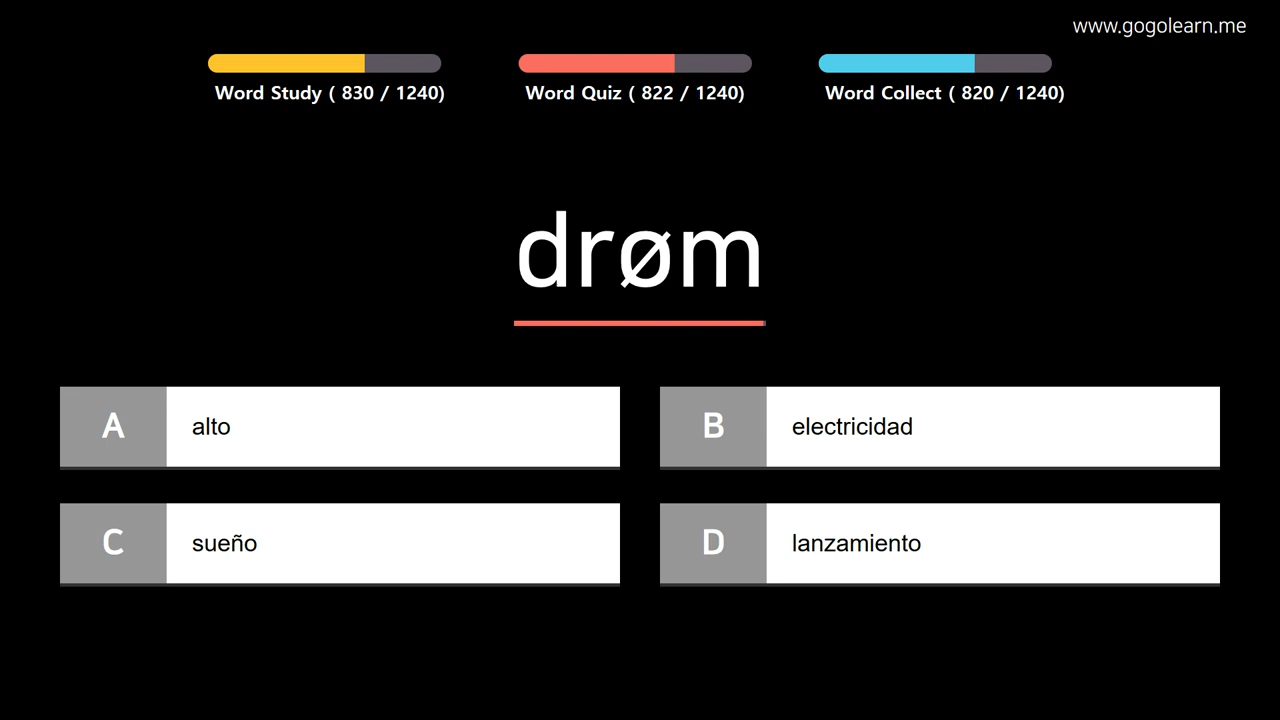 www.gogolearn.me
Word Study ( 830 / 1240)
Word Quiz ( 822 / 1240)
Word Collect ( 820 / 1240)
drøm
A alto
B electricidad
C sueño
D lanzamiento